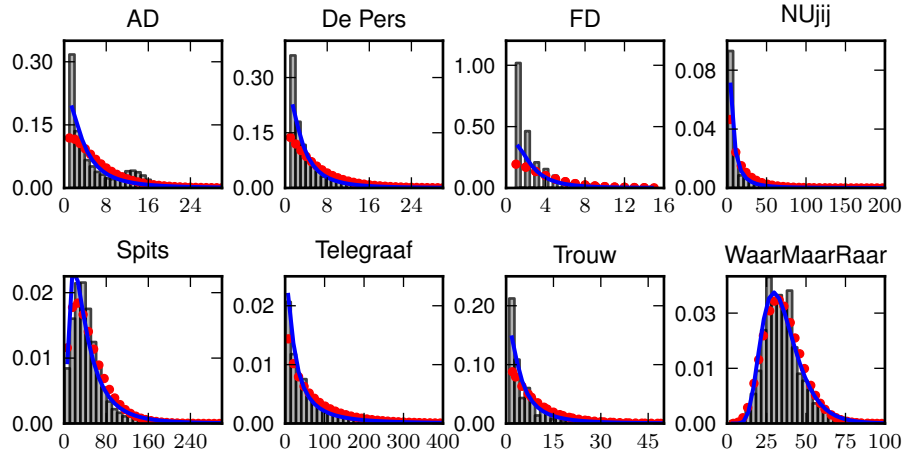 AD De Pers FD NUjij
0.30 0.15 0.00
0 8 16 24
0.30 0.15 0.00
0 8 16 24
1.00 0.50 0.00
0 4 8 12 16
0.08 0.04 0.00
0 50 100 150 200
Spits Telegraaf Trouw WaarMaarRaar
0.02 0.01 0.00
0 80 160 240
0.02 0.01 0.00
0 100 200 300 400
0.20 0.10 0.00
0 15 30 45
0.03 0.01 0.00
0 25 50 75 100